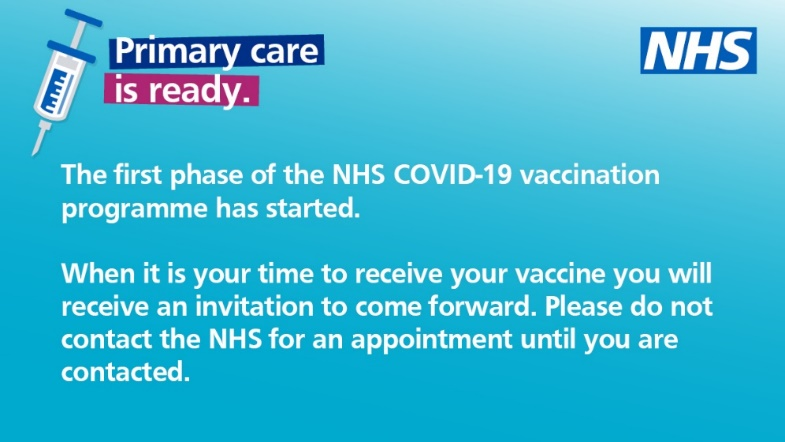 Primary care
is ready.
NHS
The first phase of the NHS COVID-19 vaccination
programme has started.
When it is your time to receive your vaccine you will
receive an invitation to come forward. Please do not
contact the NHS for an appointment until you are
contacted.